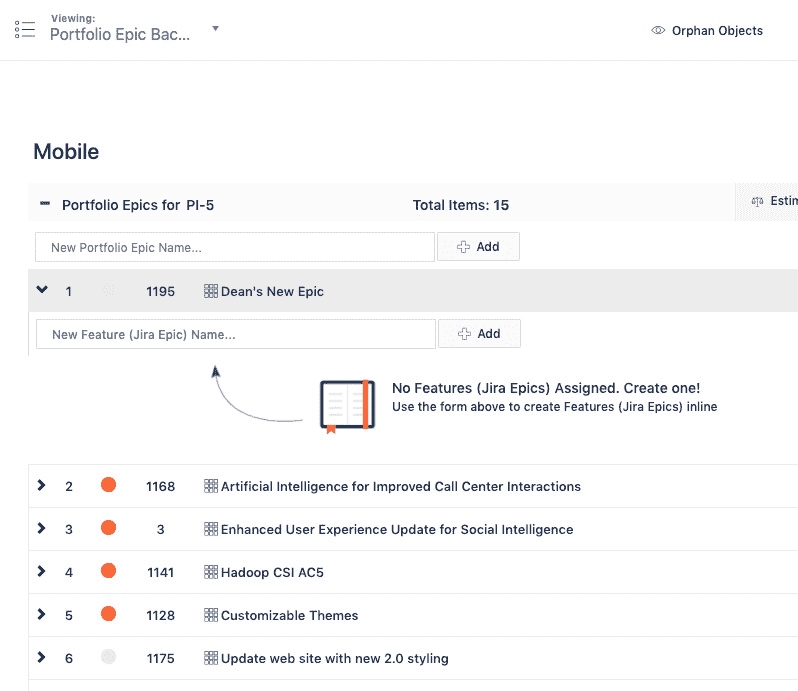 Viewing:
Portfolio Epic Bac...
Orphan Objects
Mobile
Portfolio Epics for PI-5
Total Items: 15
Estim
New Portfolio Epic Name...
Add
1 1195 Dean's New Epic
New Feature (Jira Epic) Name...
Add
No Features (Jira Epics) Assigned. Create one!
Use the form above to create Features (Jira Epics) inline
2 1168 Artificial Intelligence for Improved Call Center Interactions
3 3 Enhanced User Experience Update for Social Intelligence
4 1141 Hadoop CSI AC5
5 1128 Customizable Themes
6 1175 Update web site with new 2.0 styling